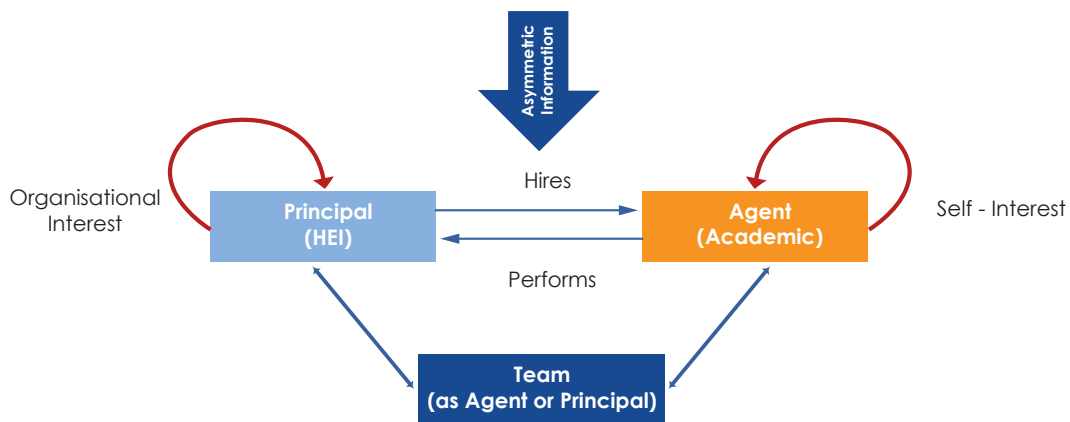 Asymmetric
Information
Hires
Organisational
Interest
Principal
(HEI)
Agent
(Academic)
Self - Interest
Performs
Team
(as Agent or Principal)